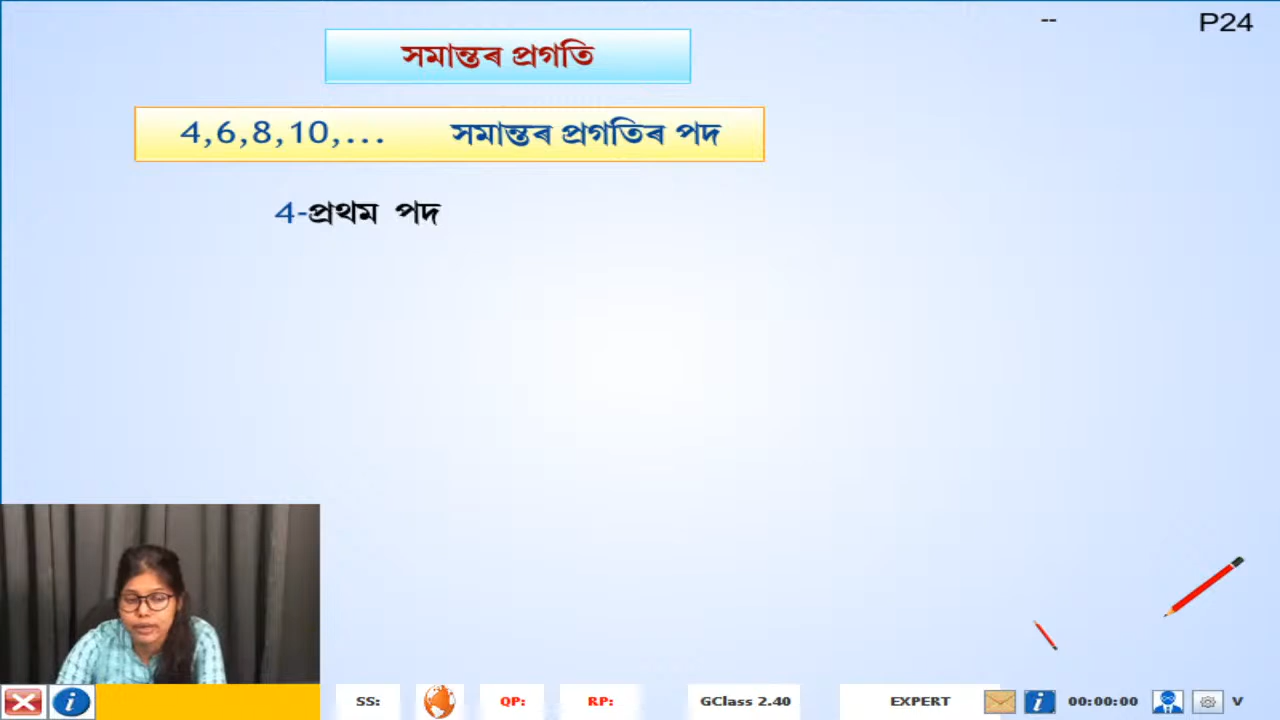 -- P24
সমান্তৰ প্ৰগতি
4,6,8,10,... সমান্তৰ প্ৰগতিৰ পদ
4-প্ৰথম পদ
SS: QP: RP: GClass 2.40 EXPERT 00:00:00 V